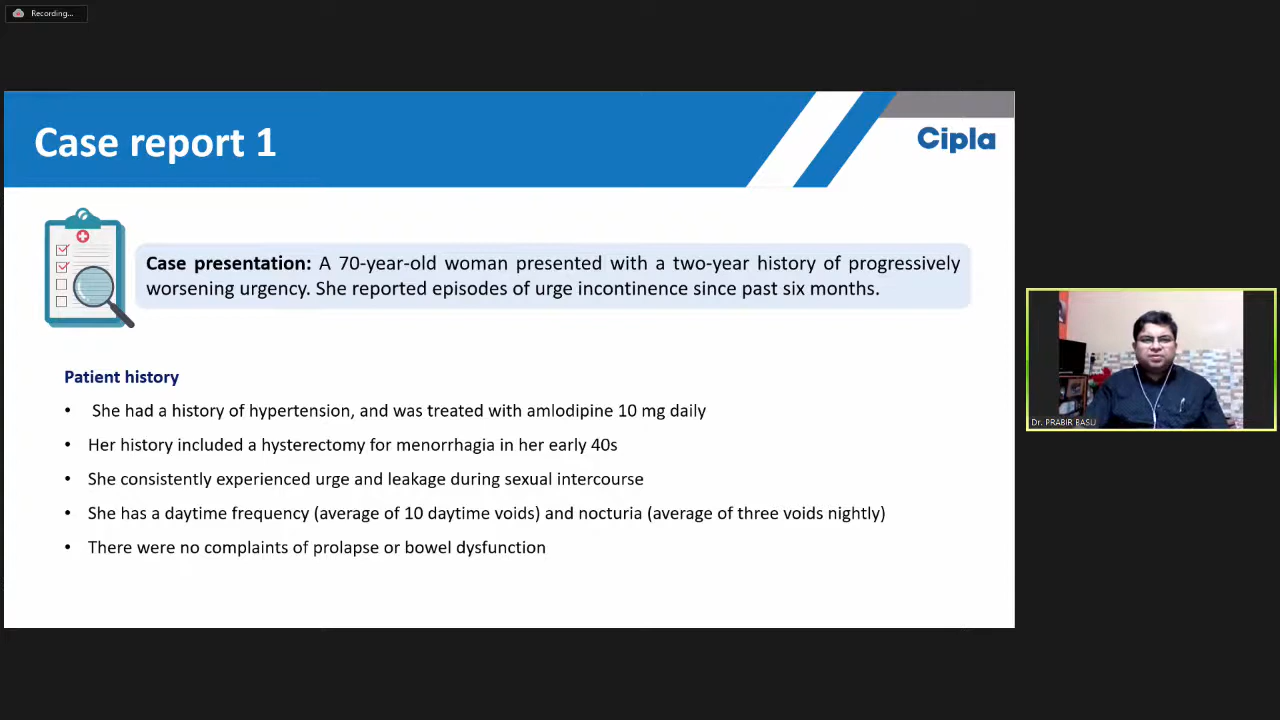 Recording...
Case report 1
Cipla
Case presentation: A 70-year-old woman presented with a two-year history of progressively
worsening urgency. She reported episodes of urge incontinence since past six months.
Patient history
• She had a history of hypertension, and was treated with amlodipine 10 mg daily
• Her history included a hysterectomy for menorrhagia in her early 40s
• She consistently experienced urge and leakage during sexual intercourse
• She has a daytime frequency (average of 10 daytime voids) and nocturia (average of three voids nightly)
• There were no complaints of prolapse or bowel dysfunction
Dr. PRABIR BASU